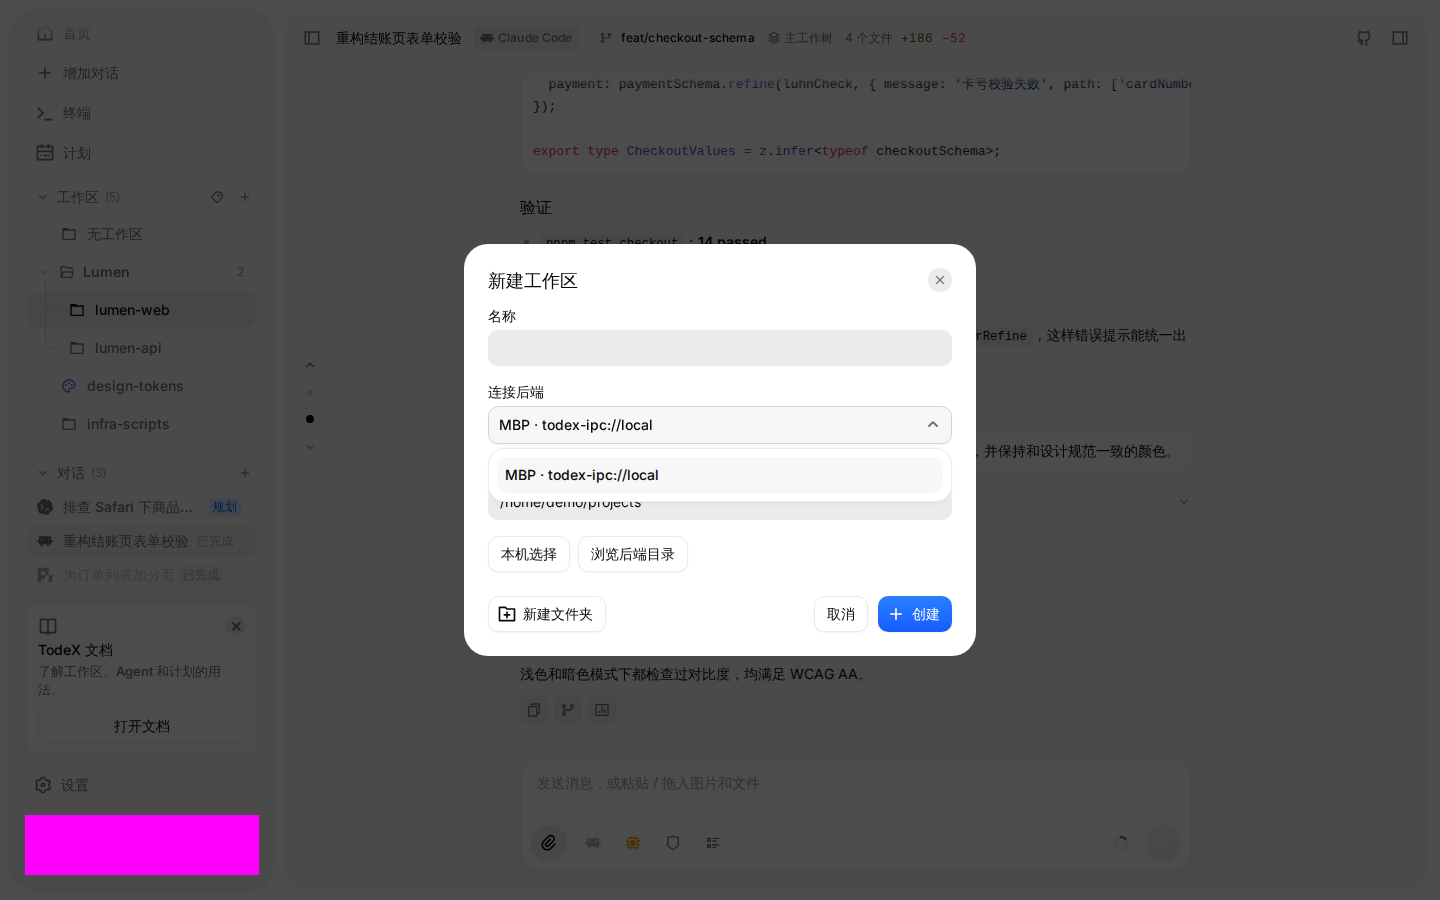 首页
增加对话
终端
计划
工作区 (5)
无工作区
Lumen 2
lumen-web
lumen-api
design-tokens
infra-scripts
对话 (3)
排查 Safari 下商品... 规划
重构结账页表单校验 已完成
为订单列表加分页 已完成
TodeX 文档
了解工作区、Agent 和计划的用
法。
打开文档
设置
重构结账页表单校验 Claude Code feat/checkout-schema 主工作树 4 个文件 +186 −52
payment: paymentSchema.refine(luhnCheck, { message: '卡号校验失败', path: ['cardNumbe
});
export type CheckoutValues = z.infer<typeof checkoutSchema>;
验证
pnpm test checkout : 14 passed
rRefine ，这样错误提示能统一出
，并保持和设计规范一致的颜色。
新建工作区
名称
连接后端
MBP · todex-ipc://local
MBP · todex-ipc://local
/home/demo/projects
本机选择 浏览后端目录
新建文件夹 取消 创建
浅色和暗色模式下都检查过对比度，均满足 WCAG AA。
发送消息，或粘贴 / 拖入图片和文件